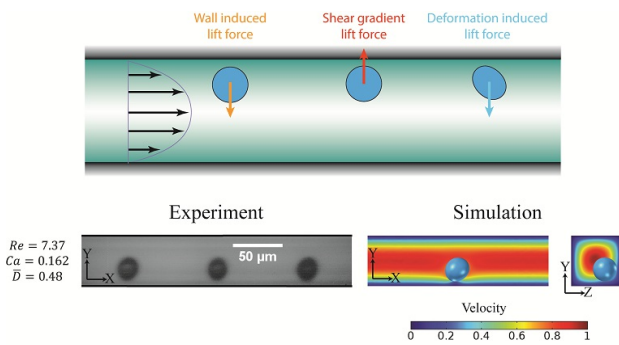 Wall induced
lift force
Shear gradient
lift force
Deformation induced
lift force
Experiment
Simulation
Re = 7.37
Ca = 0.162
D̅ = 0.48
50 µm
Y
X
Y
X
Y
Z
Velocity
0 0.2 0.4 0.6 0.8 1